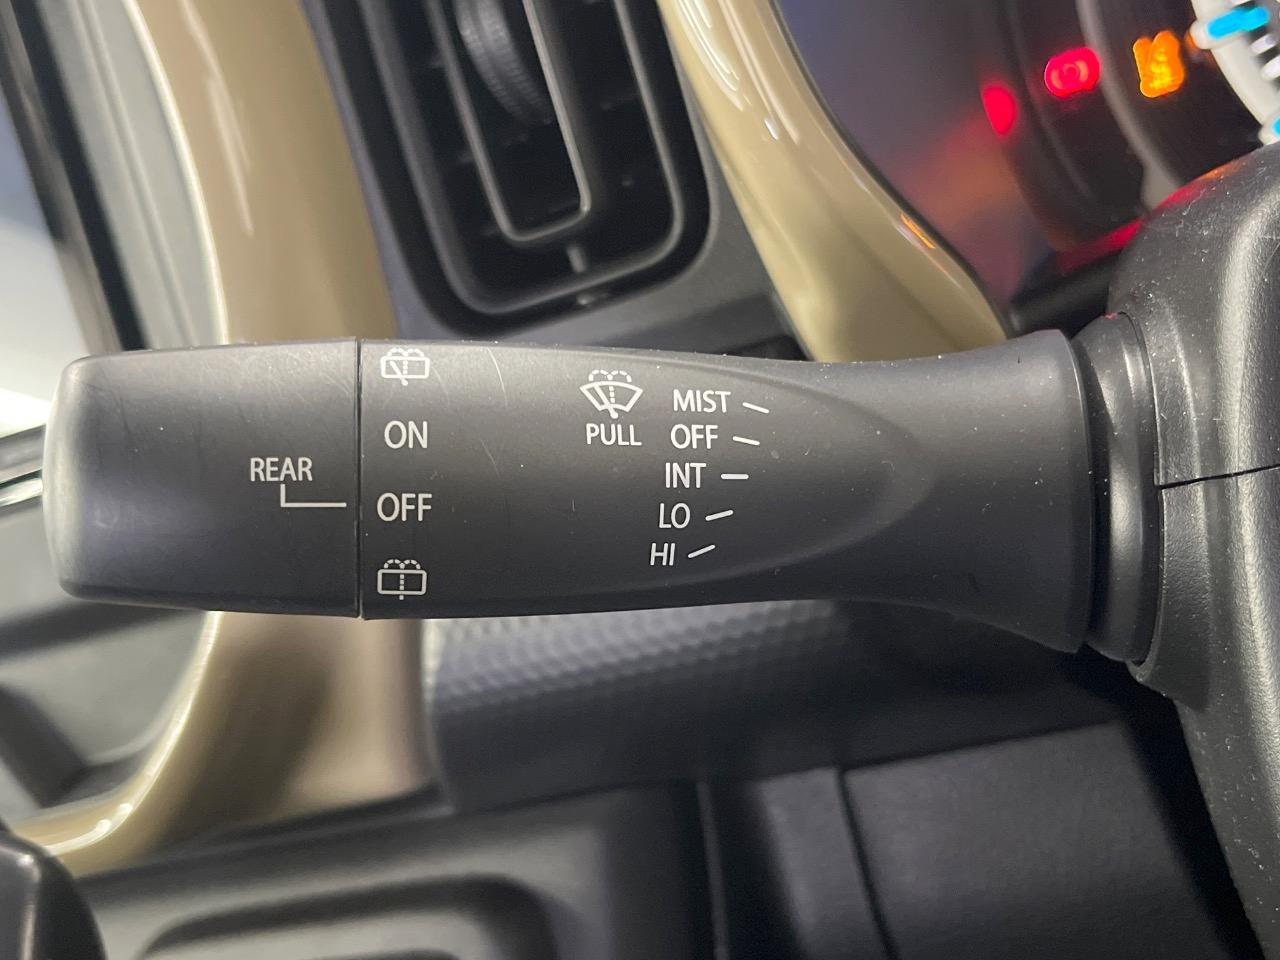 REAR
ON
OFF
PULL
MIST
OFF
INT
LO
HI